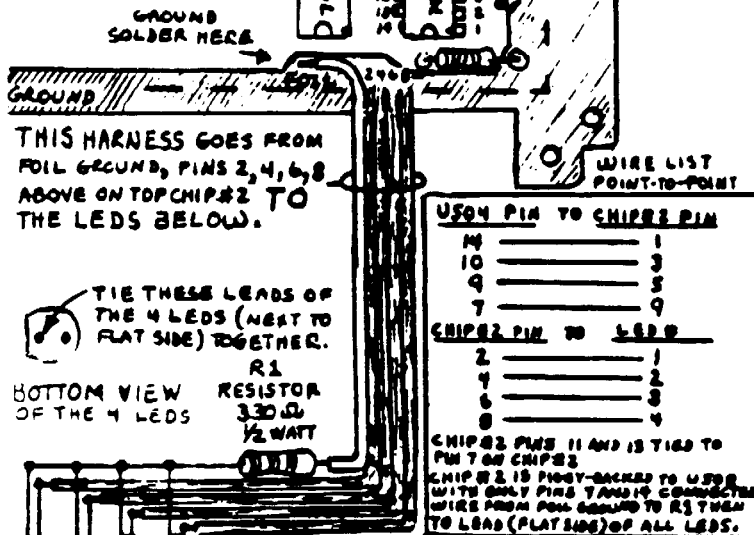 GROUND
SOLDER HERE
14
1
FOIL
2468
GROUND
THIS HARNESS GOES FROM
FOIL GROUND, PINS 2,4,6,8
ABOVE ON TOP CHIP#2 TO
THE LEDS BELOW.
TIE THESE LEADS OF
THE 4 LEDS (NEXT TO
FLAT SIDE) TOGETHER.
BOTTOM VIEW
OF THE 4 LEDS
R1
RESISTOR
330 Ω
1/2 WATT
WIRE LIST
POINT-TO-POINT
U504 PIN TO CHIP#2 PIN
14 1
10 3
9 5
7 9
CHIP#2 PIN TO LED #
2 1
4 2
6 3
8 4
CHIP#2 PINS 11 AND 13 TIED TO
PIN 7 ON CHIP#2
CHIP#2 IS PIGGY-BACKED TO U508
WITH ONLY PINS 7 AND 14 CONNECTED
WIRE FROM FOIL GROUND TO R1 THEN
TO LEAD (FLAT SIDE) OF ALL LEDS.